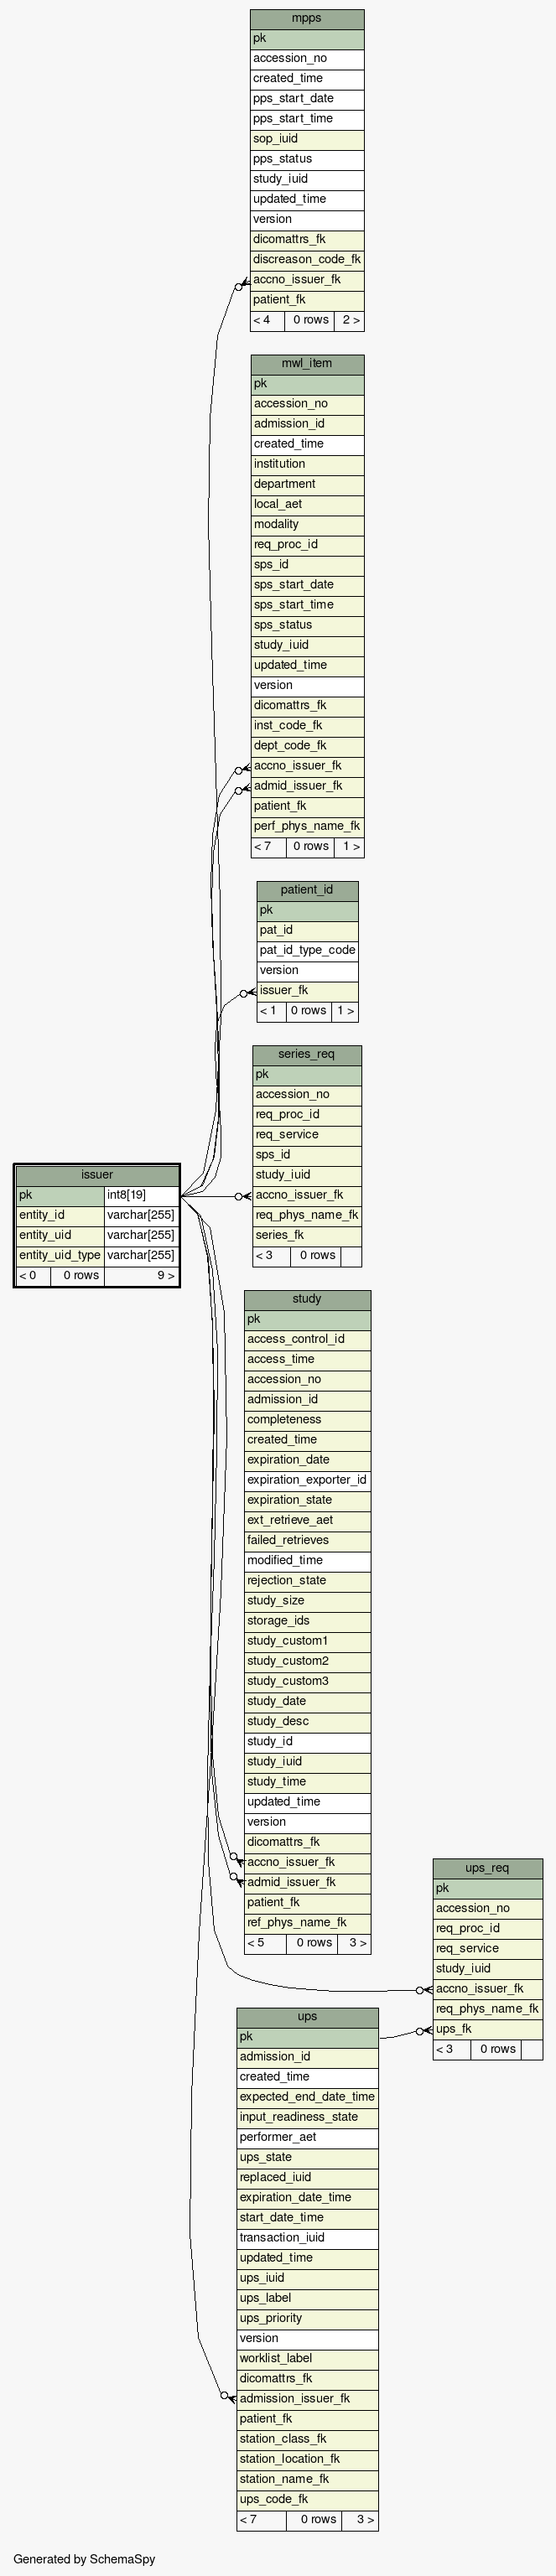 mpps
pk
accession_no
created_time
pps_start_date
pps_start_time
sop_iuid
pps_status
study_iuid
updated_time
version
dicomattrs_fk
discreason_code_fk
accno_issuer_fk
patient_fk
< 4 0 rows 2 >
mwl_item
pk
accession_no
admission_id
created_time
institution
department
local_aet
modality
req_proc_id
sps_id
sps_start_date
sps_start_time
sps_status
study_iuid
updated_time
version
dicomattrs_fk
inst_code_fk
dept_code_fk
accno_issuer_fk
admid_issuer_fk
patient_fk
perf_phys_name_fk
< 7 0 rows 1 >
patient_id
pk
pat_id
pat_id_type_code
version
issuer_fk
< 1 0 rows 1 >
series_req
pk
accession_no
req_proc_id
req_service
sps_id
study_iuid
accno_issuer_fk
req_phys_name_fk
series_fk
< 3 0 rows
issuer
pk int8[19]
entity_id varchar[255]
entity_uid varchar[255]
entity_uid_type varchar[255]
< 0 0 rows 9 >
study
pk
access_control_id
access_time
accession_no
admission_id
completeness
created_time
expiration_date
expiration_exporter_id
expiration_state
ext_retrieve_aet
failed_retrieves
modified_time
rejection_state
study_size
storage_ids
study_custom1
study_custom2
study_custom3
study_date
study_desc
study_id
study_iuid
study_time
updated_time
version
dicomattrs_fk
accno_issuer_fk
admid_issuer_fk
patient_fk
ref_phys_name_fk
< 5 0 rows 3 >
ups_req
pk
accession_no
req_proc_id
req_service
study_iuid
accno_issuer_fk
req_phys_name_fk
ups_fk
< 3 0 rows
ups
pk
admission_id
created_time
expected_end_date_time
input_readiness_state
performer_aet
ups_state
replaced_iuid
expiration_date_time
start_date_time
transaction_iuid
updated_time
ups_iuid
ups_label
ups_priority
version
worklist_label
dicomattrs_fk
admission_issuer_fk
patient_fk
station_class_fk
station_location_fk
station_name_fk
ups_code_fk
< 7 0 rows 3 >
Generated by SchemaSpy